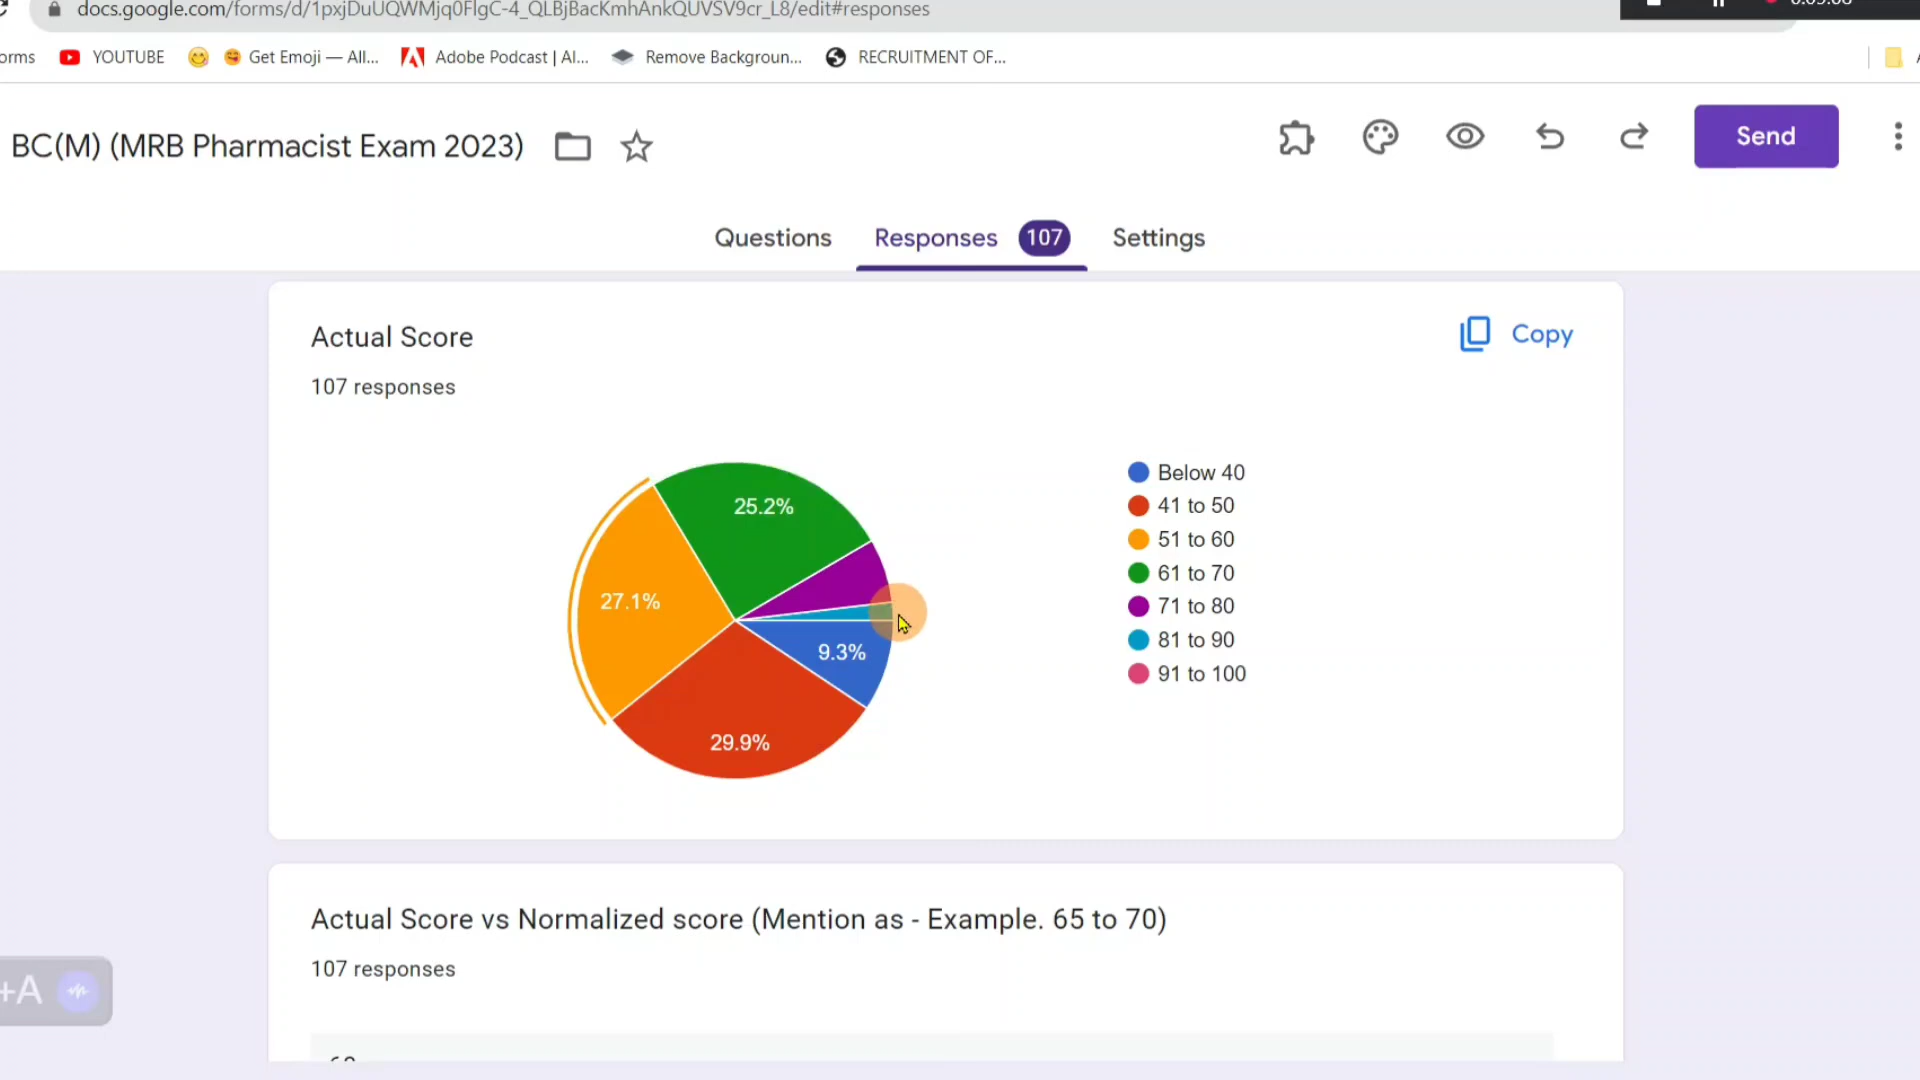 docs.google.com/forms/d/1pxjDuUQWMjq0FlgC-4_QLBjBacKmhAnkQUVSV9cr_L8/edit#responses
orms YOUTUBE Get Emoji — All... Adobe Podcast | AI... Remove Backgroun... RECRUITMENT OF...
BC(M) (MRB Pharmacist Exam 2023) Send
Questions Responses 107 Settings
Actual Score Copy
107 responses
25.2%
27.1%
9.3%
29.9%
Below 40
41 to 50
51 to 60
61 to 70
71 to 80
81 to 90
91 to 100
Actual Score vs Normalized score (Mention as - Example. 65 to 70)
107 responses
+A